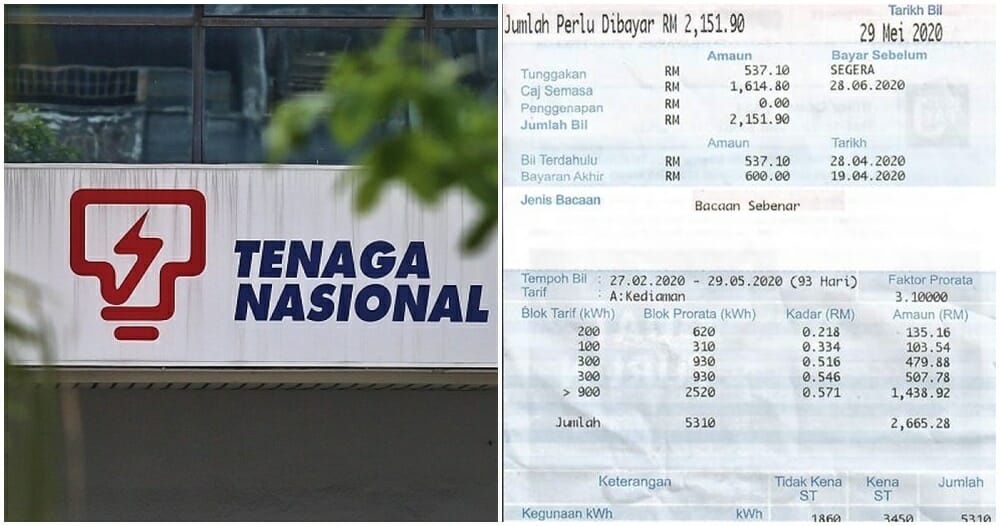 TENAGA
NASIONAL
Jumlah Perlu Dibayar RM 2,151.90
Tarikh Bil
29 Mei 2020
Amaun Bayar Sebelum
Tunggakan RM 537.10 SEGERA
Caj Semasa RM 1,614.80 28.06.2020
Penggenapan RM 0.00
Jumlah Bil RM 2,151.90
Amaun Tarikh
Bil Terdahulu RM 537.10 28.04.2020
Bayaran Akhir RM 600.00 19.04.2020
Jenis Bacaan Bacaan Sebenar
Tempoh Bil : 27.02.2020 - 29.05.2020 (93 Hari) Faktor Prorata
Tarif : A:Kediaman 3.10000
Blok Tarif (kWh) Blok Prorata (kWh) Kadar (RM) Amaun (RM)
200 620 0.218 135.16
100 310 0.334 103.54
300 930 0.516 479.88
300 930 0.546 507.78
> 900 2520 0.571 1,438.92
Jumlah 5310 2,665.28
Keterangan Tidak Kena ST Kena ST Jumlah
Kegunaan kWh kWh 1860 3450 5310